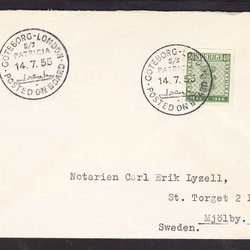 GÖTEBORG-LONDON
S/S
PATRICIA
14.7.55
POSTED ON BOARD
GÖTEBORG-L
S/S
PATRICIA
14.7.55
POSTED ON BOARD
Notarien Carl Erik Lyzell,
St. Torget 2
Mjölby.
Sweden.